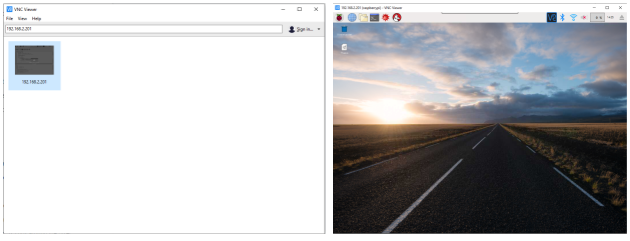 VNC Viewer
File View Help
192.168.2.201
Sign in...
192.168.2.201
192.168.2.201 (raspberrypi) - VNC Viewer